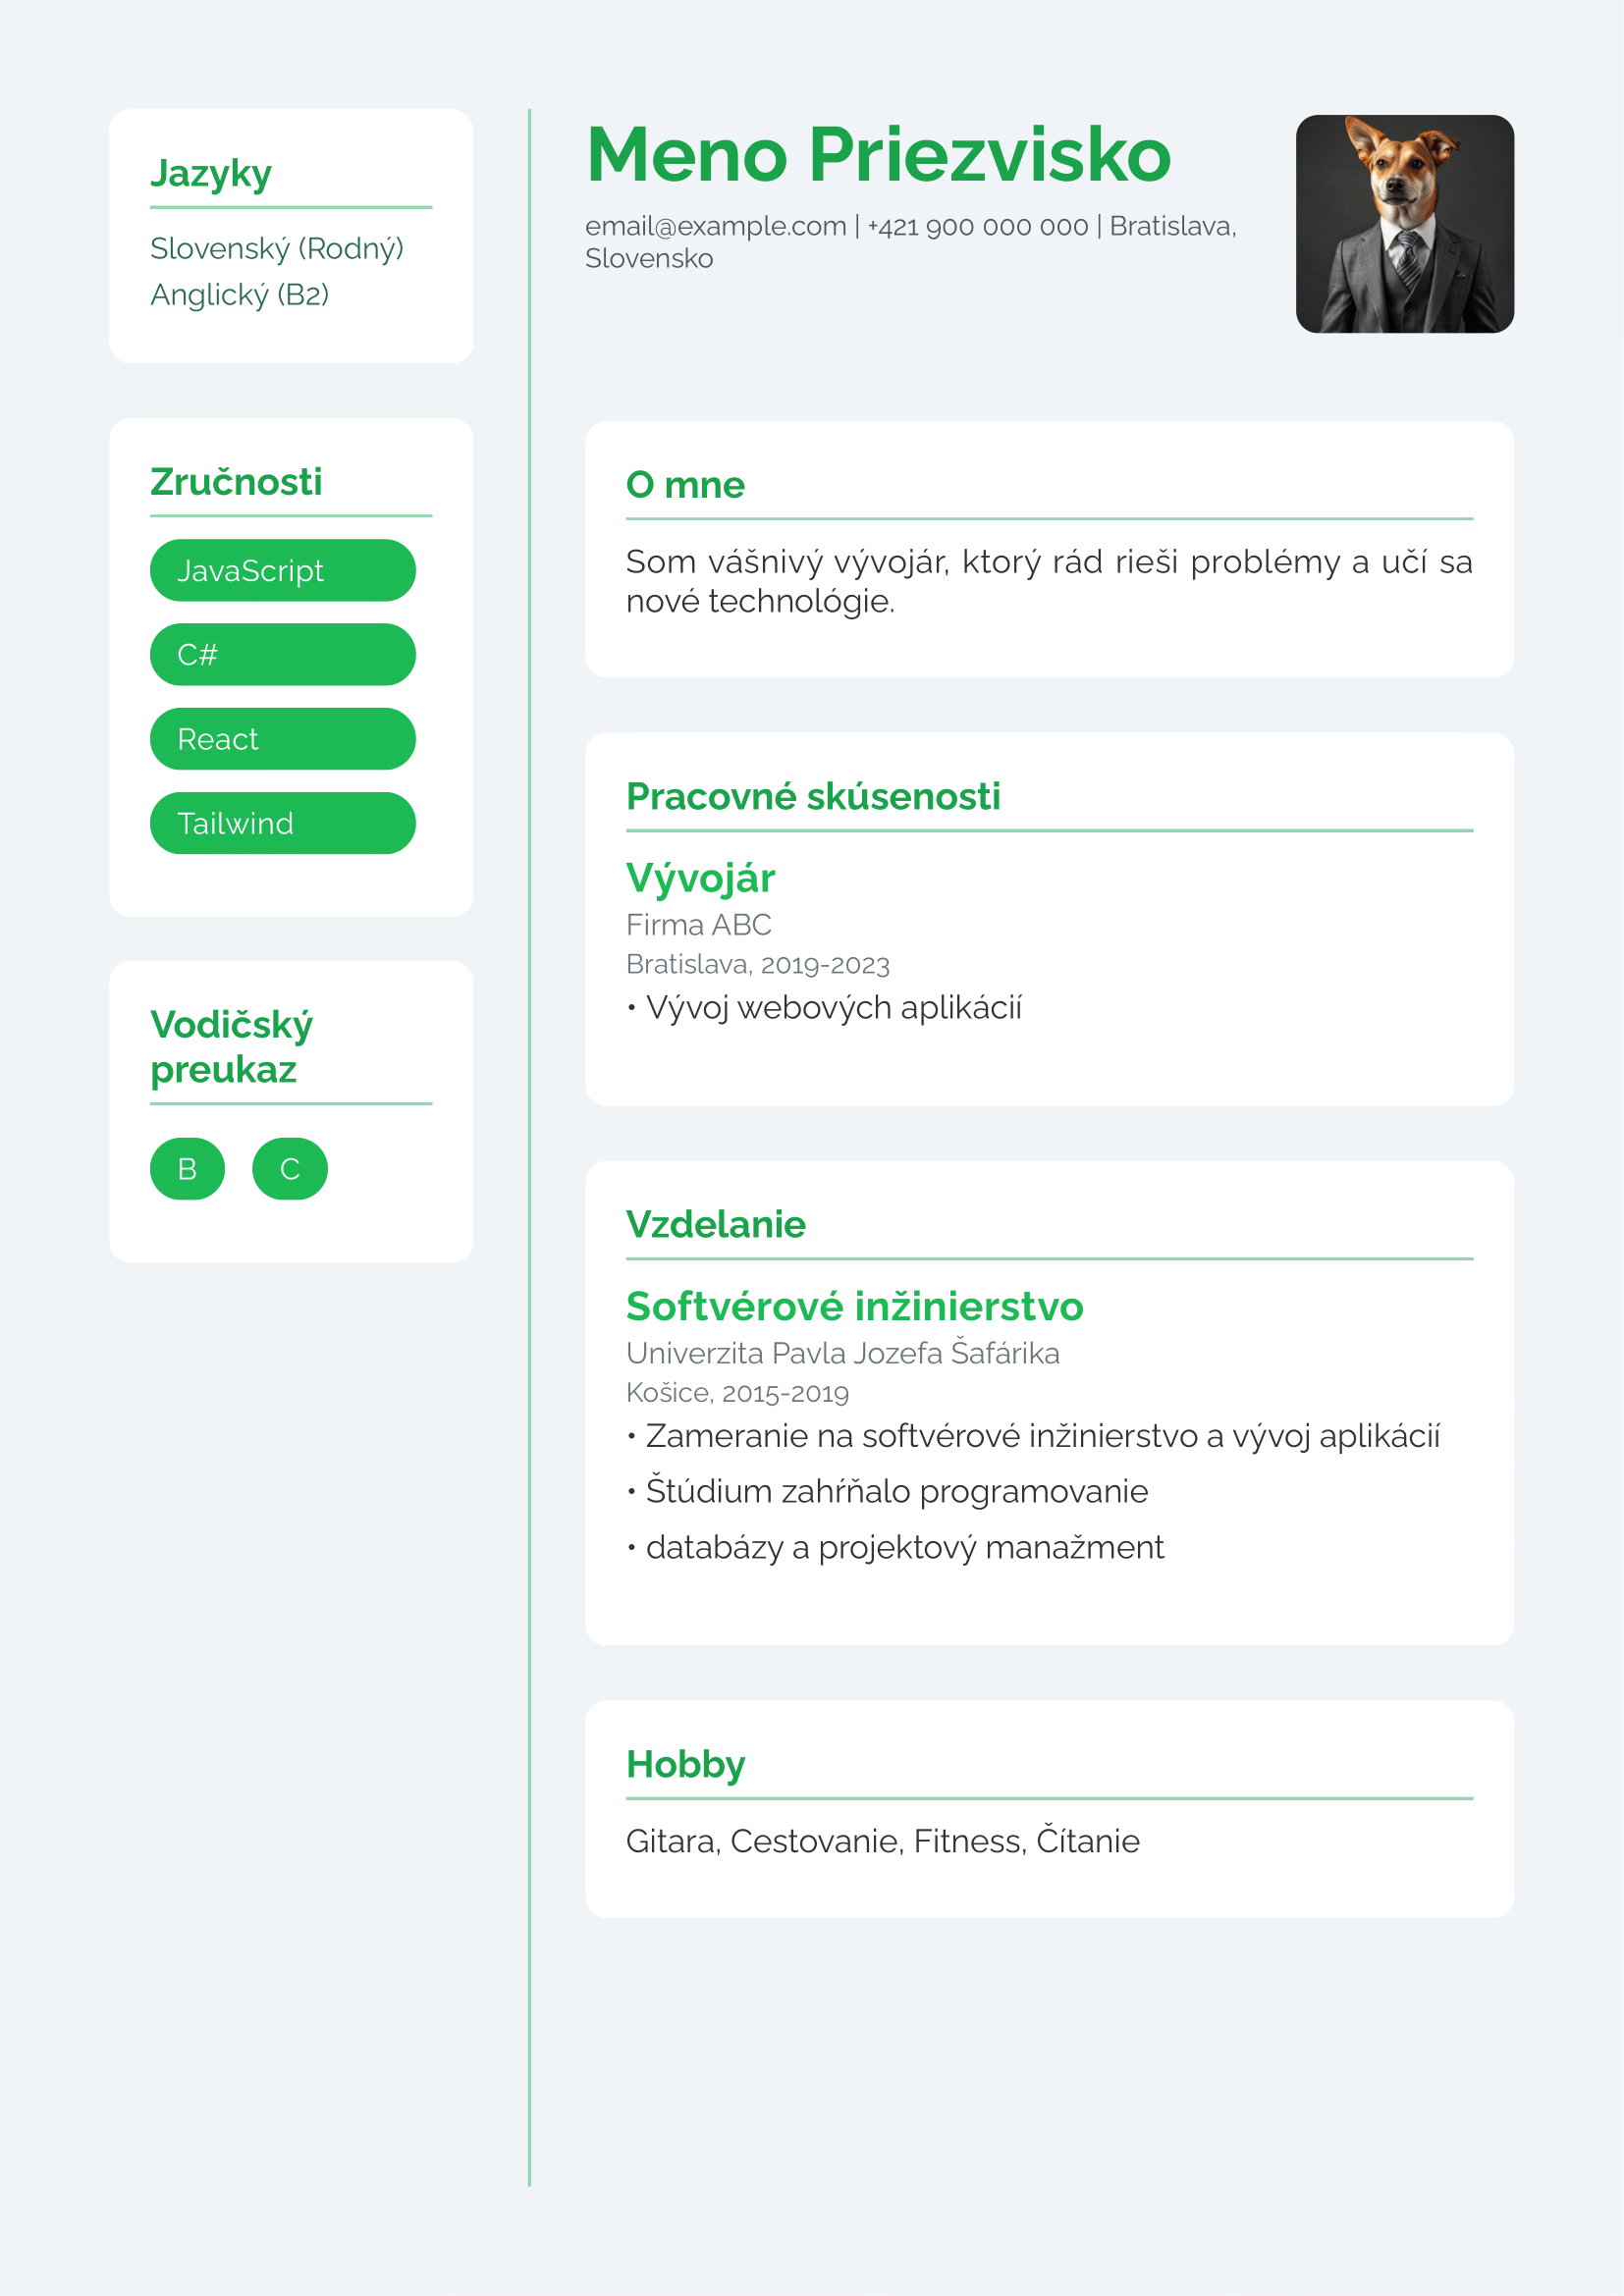 Jazyky
Slovenský (Rodný)
Anglický (B2)
Zručnosti
JavaScript
C#
React
Tailwind
Vodičský
preukaz
B C
Meno Priezvisko
email@example.com | +421 900 000 000 | Bratislava,
Slovensko
O mne
Som vášnivý vývojár, ktorý rád rieši problémy a učí sa
nové technológie.
Pracovné skúsenosti
Vývojár
Firma ABC
Bratislava, 2019-2023
• Vývoj webových aplikácií
Vzdelanie
Softvérové inžinierstvo
Univerzita Pavla Jozefa Šafárika
Košice, 2015-2019
• Zameranie na softvérové inžinierstvo a vývoj aplikácií
• Štúdium zahŕňalo programovanie
• databázy a projektový manažment
Hobby
Gitara, Cestovanie, Fitness, Čítanie